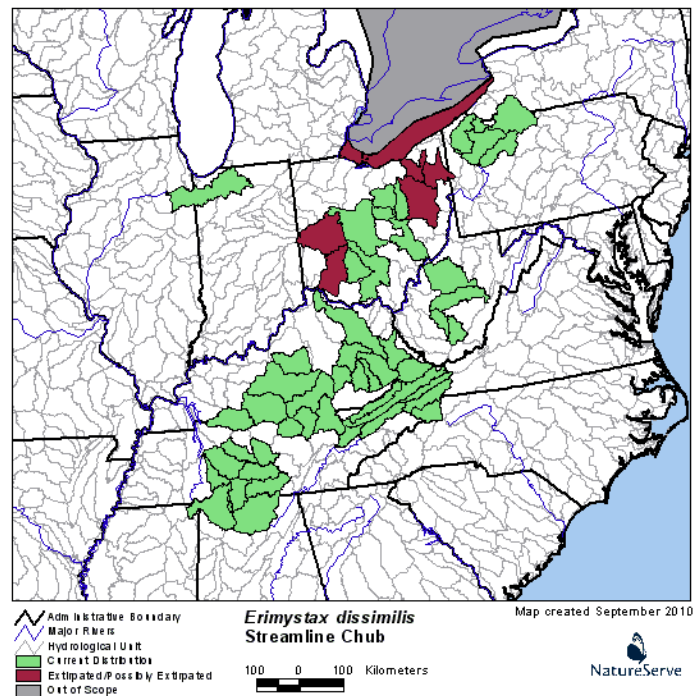 Administrative Boundary
Major Rivers
Hydrological Unit
Current Distribution
Extirpated/Possibly Extirpated
Out of Scope
Erimystax dissimilis
Streamline Chub
100 0 100 Kilometers
Map created September 2010
NatureServe